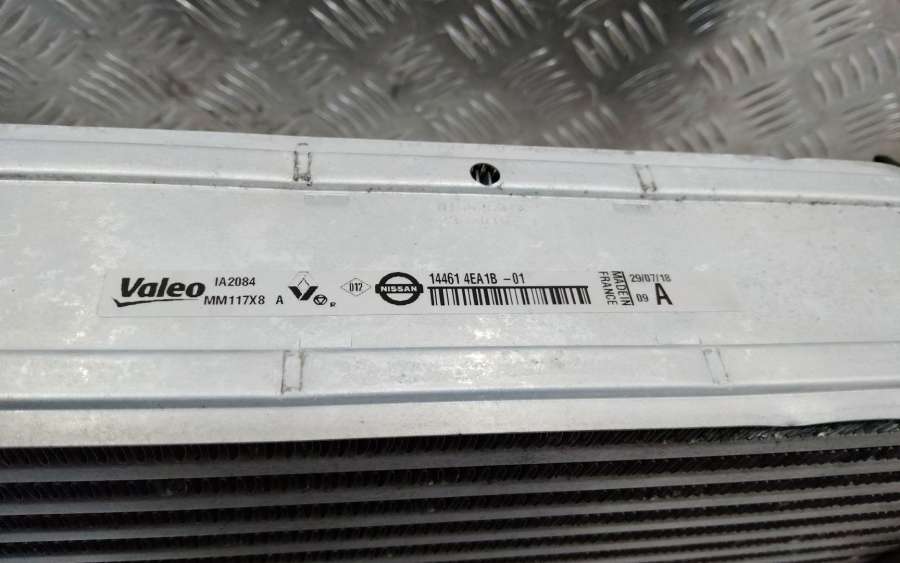 Valeo
IA2084
MM117X8 A
R
017
NISSAN
14461 4EA1B -01
MADE IN
FRANCE
29/07/18
09
A